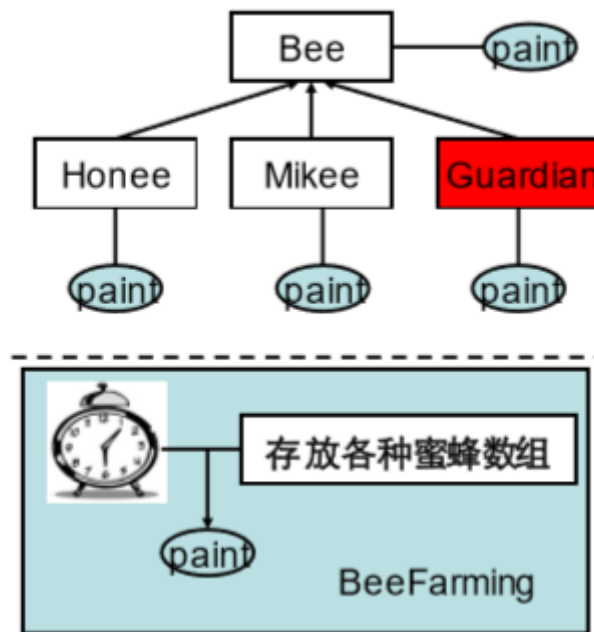 Bee
paint
Honee
Mikee
Guardian
paint
paint
paint
存放各种蜜蜂数组
paint
BeeFarming